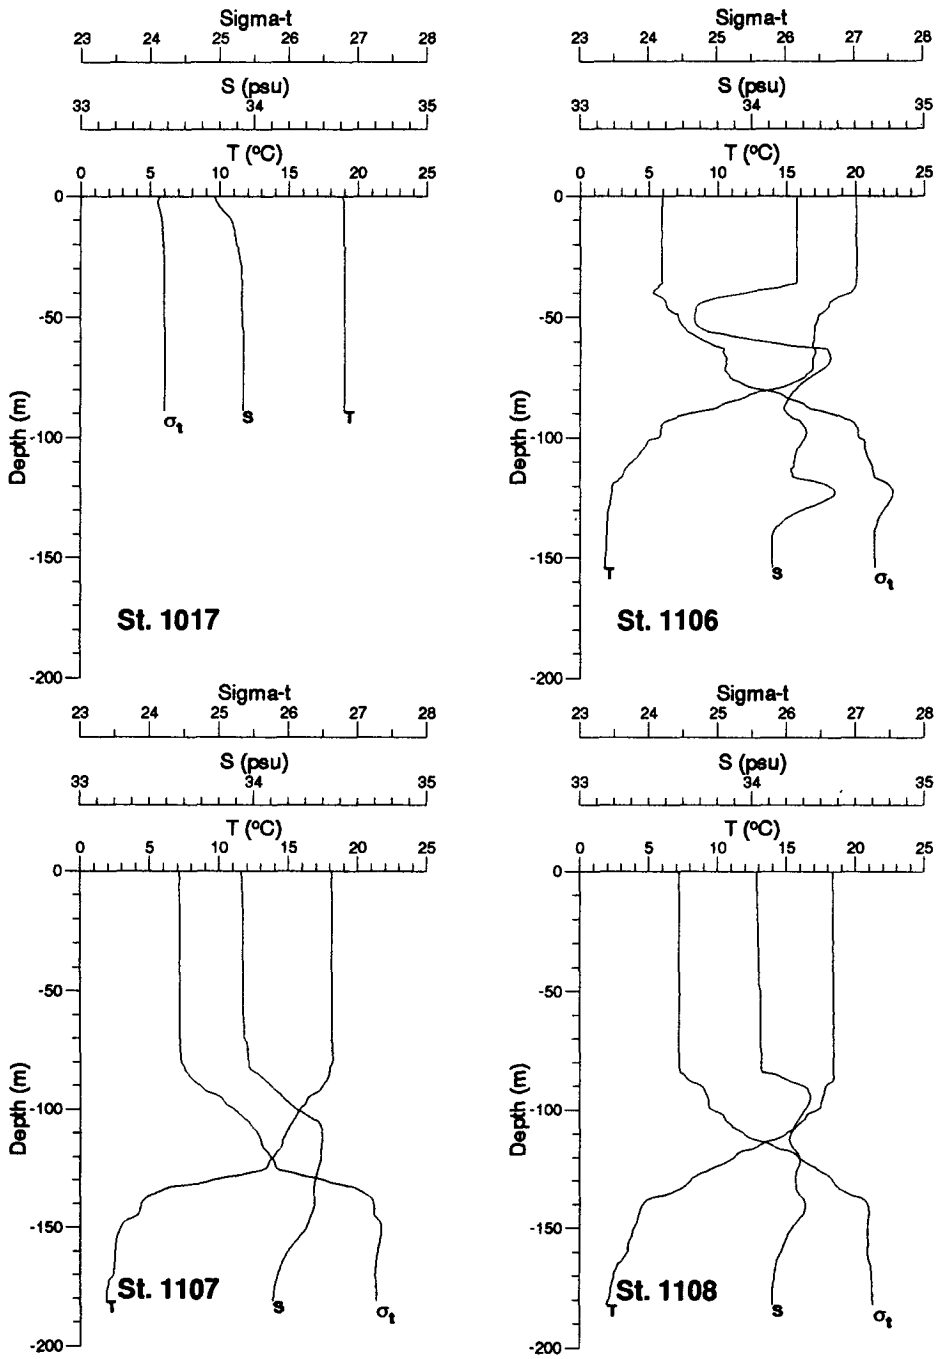 Sigma-t
23 24 25 26 27 28
S (psu)
33 34 35
T (ºC)
0 5 10 15 20 25
0
-50
-100
-150
-200
Depth (m)
σt
S
T
St. 1017
Sigma-t
23 24 25 26 27 28
S (psu)
33 34 35
T (ºC)
0 5 10 15 20 25
0
-50
-100
-150
-200
Depth (m)
T
S
σt
St. 1106
Sigma-t
23 24 25 26 27 28
S (psu)
33 34 35
T (ºC)
0 5 10 15 20 25
0
-50
-100
-150
-200
Depth (m)
T
S
σt
St. 1107
Sigma-t
23 24 25 26 27 28
S (psu)
33 34 35
T (ºC)
0 5 10 15 20 25
0
-50
-100
-150
-200
Depth (m)
T
S
σt
St. 1108